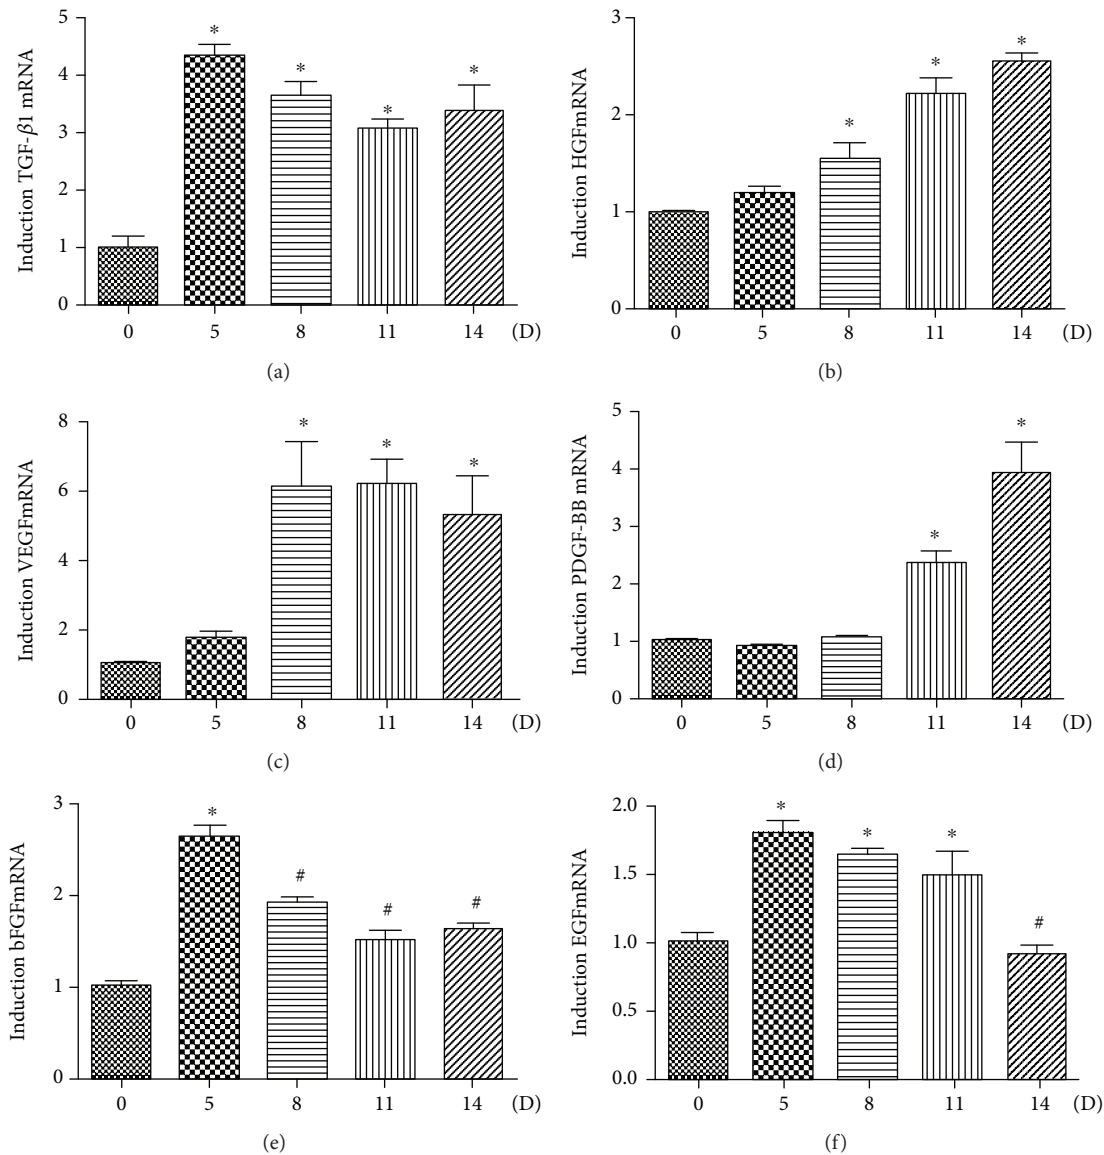 Induction TGF-β1 mRNA
5
4
3
2
1
0
* * * *
0 5 8 11 14 (D)
(a)
Induction HGFmRNA
3
2
1
0
* * *
0 5 8 11 14 (D)
(b)
Induction VEGFmRNA
8
6
4
2
0
* * *
0 5 8 11 14 (D)
(c)
Induction PDGF-BB mRNA
5
4
3
2
1
0
* *
0 5 8 11 14 (D)
(d)
Induction bFGFmRNA
3
2
1
0
* # # #
0 5 8 11 14 (D)
(e)
Induction EGFmRNA
2.0
1.5
1.0
0.5
0.0
* * * #
0 5 8 11 14 (D)
(f)